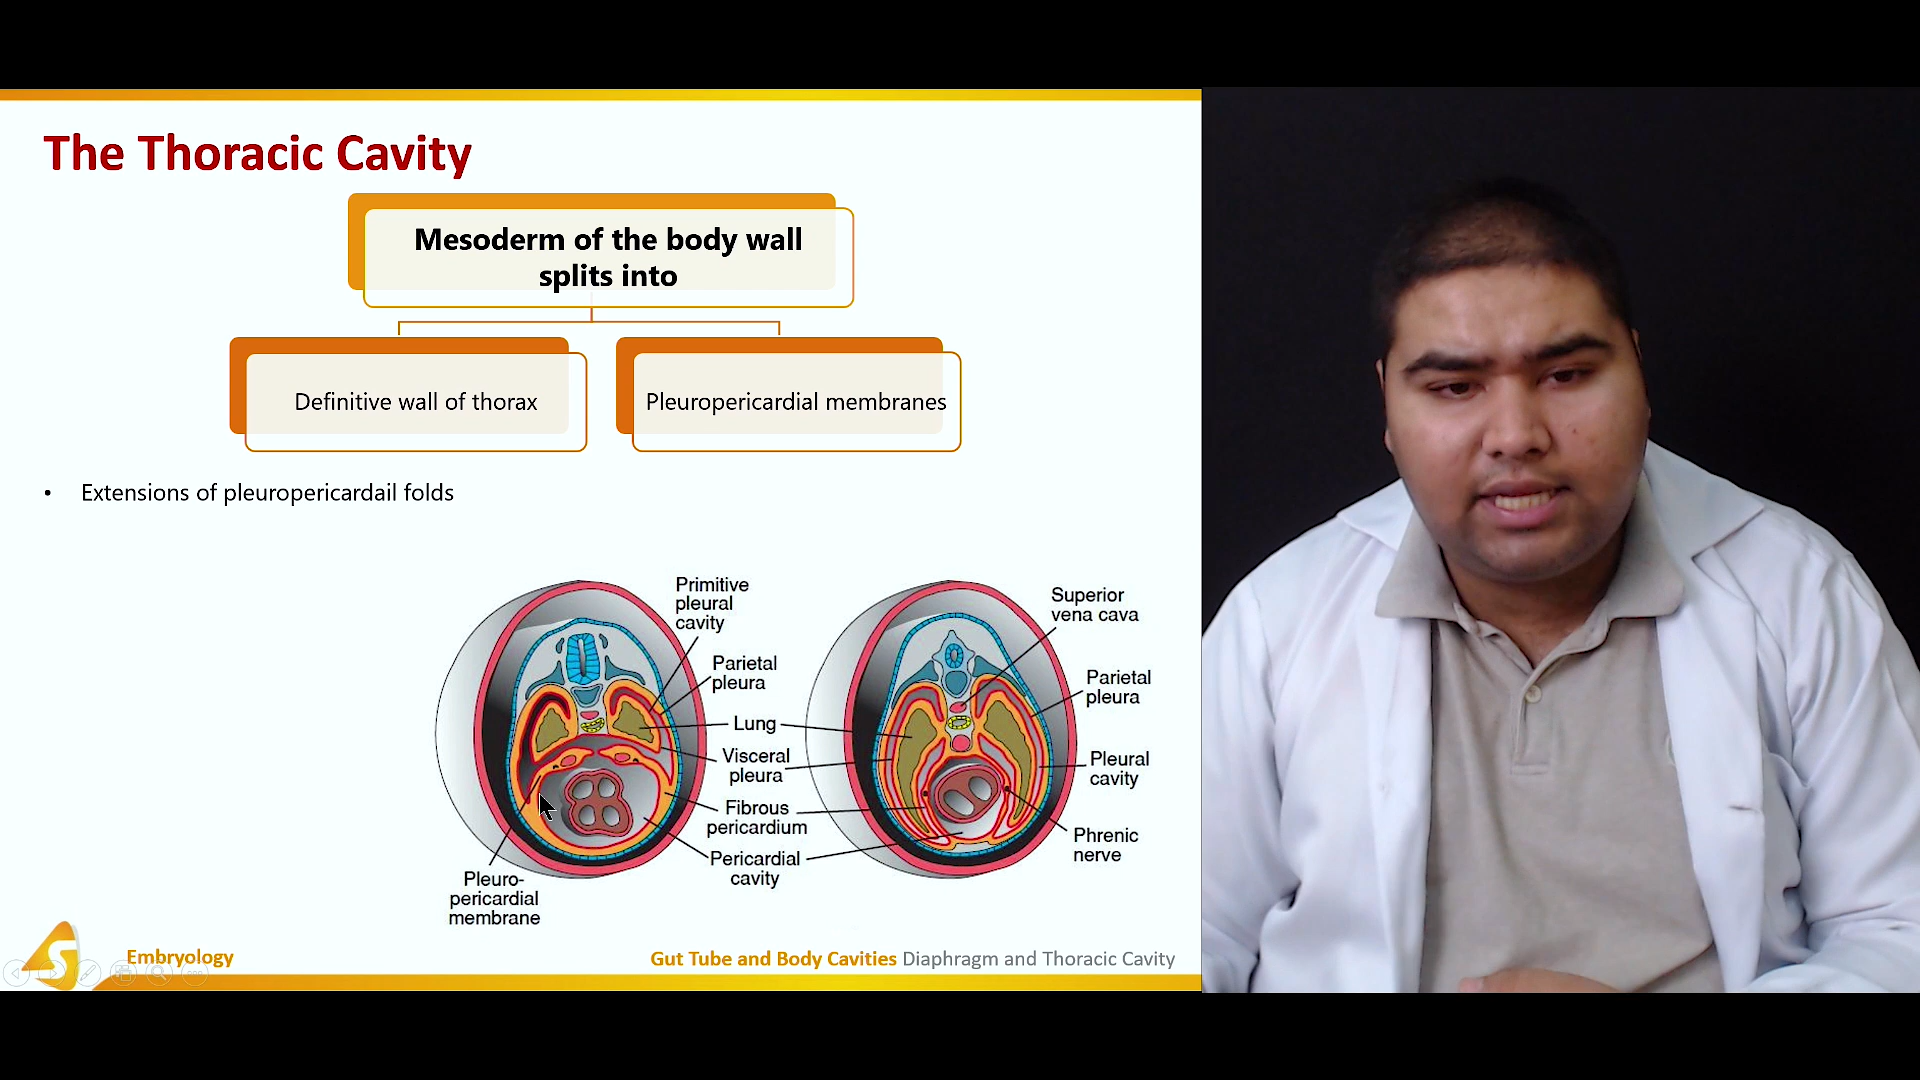 The Thoracic Cavity
Mesoderm of the body wall
splits into
Definitive wall of thorax
Pleuropericardial membranes
• Extensions of pleuropericardail folds
Primitive
pleural
cavity
Parietal
pleura
Lung
Visceral
pleura
Fibrous
pericardium
Pericardial
cavity
Pleuro-
pericardial
membrane
Superior
vena cava
Parietal
pleura
Pleural
cavity
Phrenic
nerve
S
Embryology
Gut Tube and Body Cavities Diaphragm and Thoracic Cavity